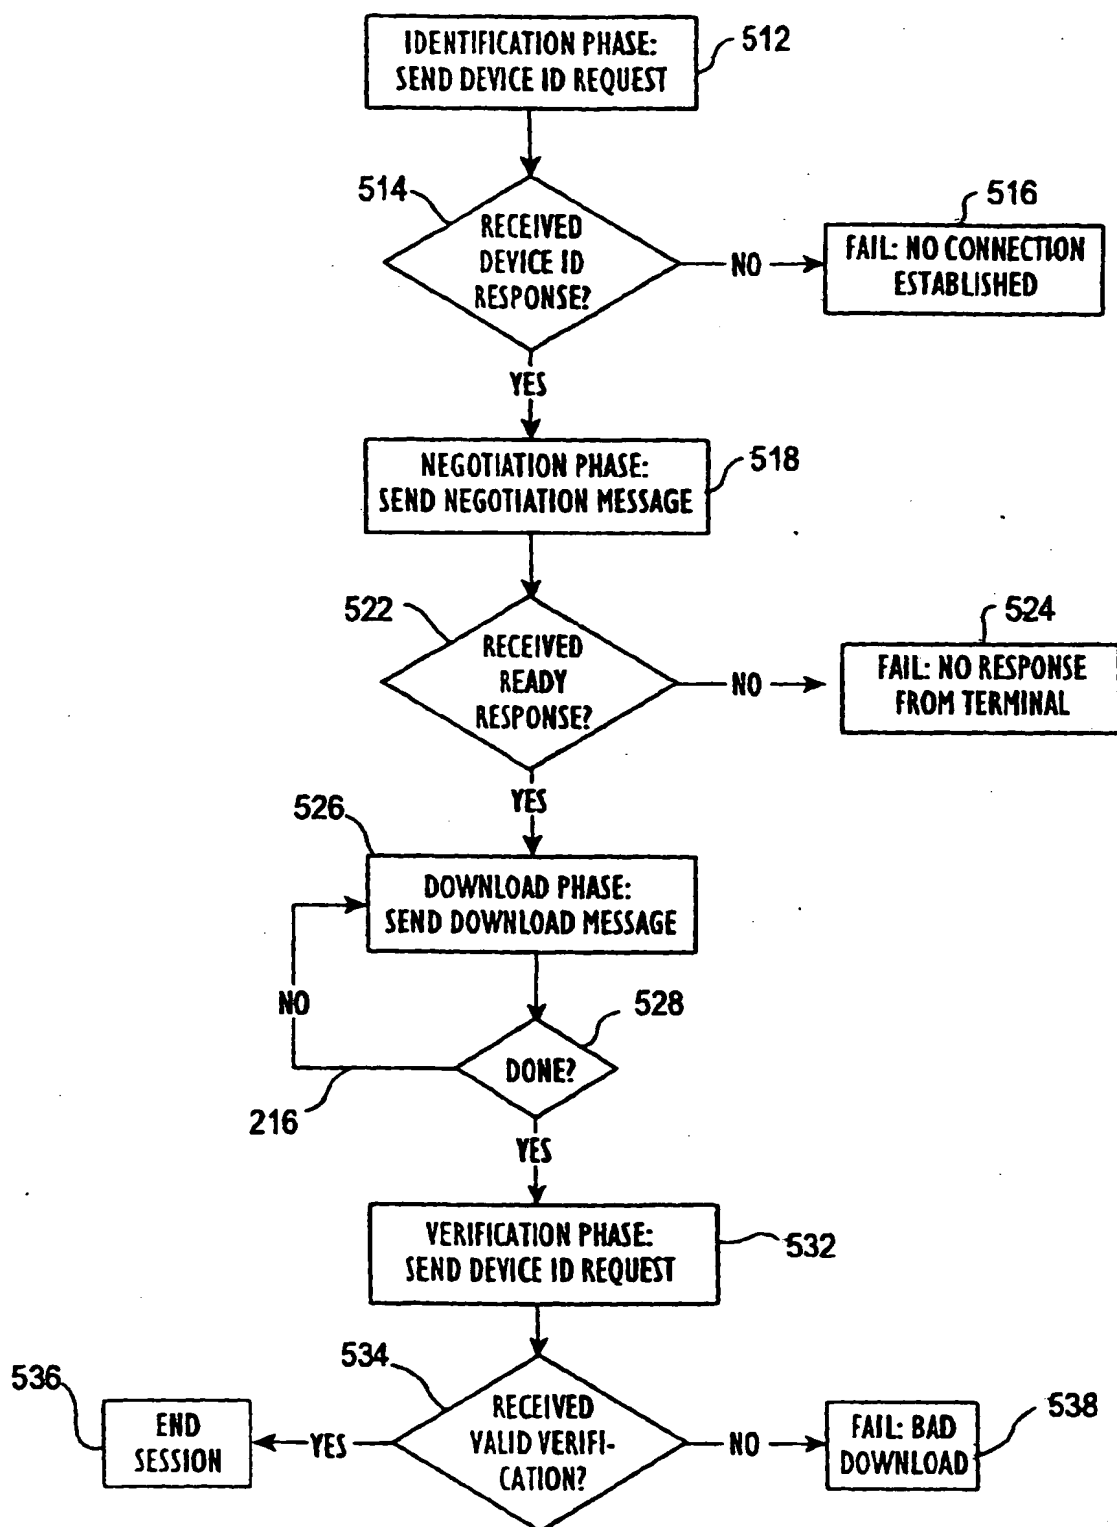 IDENTIFICATION PHASE:
SEND DEVICE ID REQUEST
512
514
RECEIVED
DEVICE ID
RESPONSE?
NO
516
FAIL: NO CONNECTION
ESTABLISHED
YES
NEGOTIATION PHASE:
SEND NEGOTIATION MESSAGE
518
522
RECEIVED
READY
RESPONSE?
NO
524
FAIL: NO RESPONSE
FROM TERMINAL
YES
526
DOWNLOAD PHASE:
SEND DOWNLOAD MESSAGE
NO
528
DONE?
216
YES
VERIFICATION PHASE:
SEND DEVICE ID REQUEST
532
534
RECEIVED
VALID VERIFI-
CATION?
536
END
SESSION
YES
NO
538
FAIL: BAD
DOWNLOAD